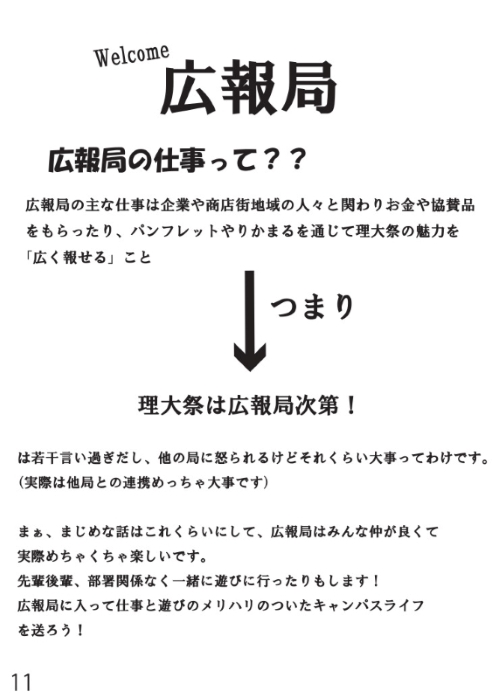 Welcome
広報局
広報局の仕事って？？
広報局の主な仕事は企業や商店街地域の人々と関わりお金や協賛品
をもらったり、パンフレットやりかまるを通じて理大祭の魅力を
「広く報せる」こと
つまり
理大祭は広報局次第！
は若干言い過ぎだし、他の局に怒られるけどそれくらい大事ってわけです。
(実際は他局との連携めっちゃ大事です)
まぁ、まじめな話はこれくらいにして、広報局はみんな仲が良くて
実際めちゃくちゃ楽しいです。
先輩後輩、部署関係なく一緒に遊びに行ったりもします！
広報局に入って仕事と遊びのメリハリのついたキャンパスライフ
を送ろう！
11